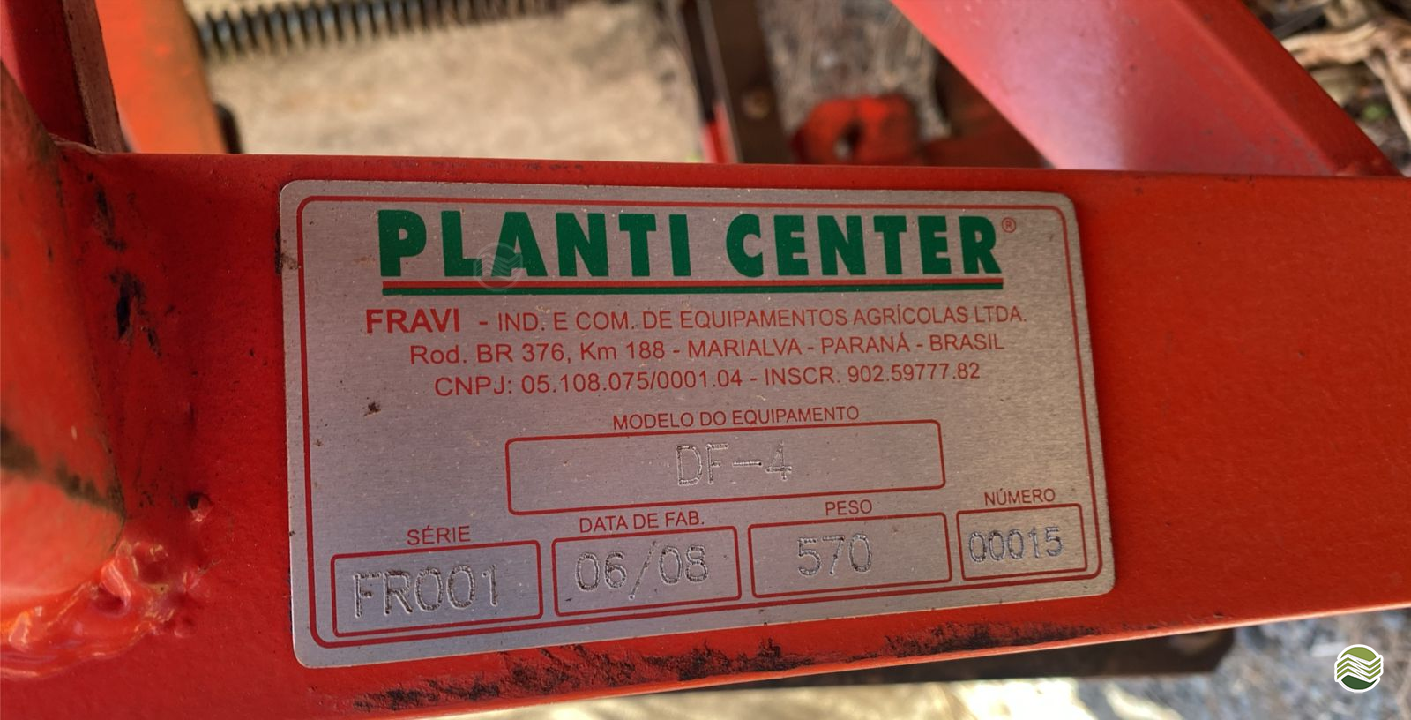 PLANTI CENTER®
FRAVI - IND. E COM. DE EQUIPAMENTOS AGRÍCOLAS LTDA.
Rod. BR 376, Km 188 - MARIALVA - PARANÁ - BRASIL
CNPJ: 05.108.075/0001.04 - INSCR. 902.59777.82
MODELO DO EQUIPAMENTO
DF-4
SÉRIE DATA DE FAB. PESO NÚMERO
FR001 06/08 570 00015